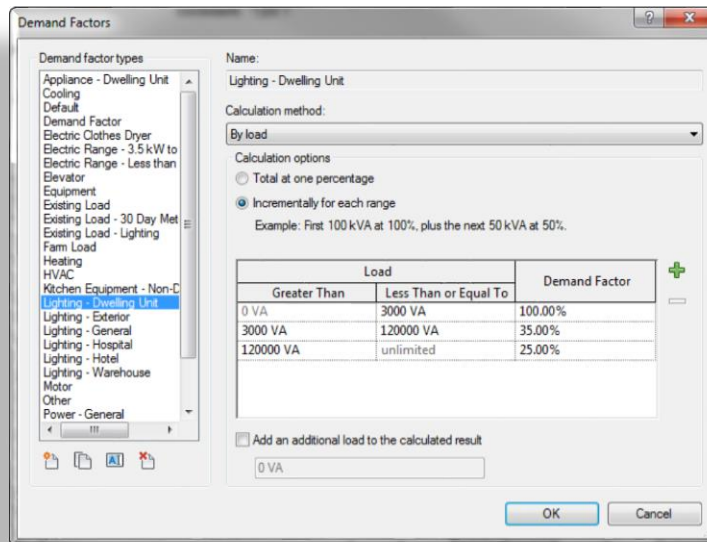 Demand Factors
Demand factor types
Appliance - Dwelling Unit
Cooling
Default
Demand Factor
Electric Clothes Dryer
Electric Range - 3.5 kW to
Electric Range - Less than
Elevator
Equipment
Existing Load
Existing Load - 30 Day Met
Existing Load - Lighting
Farm Load
Heating
HVAC
Kitchen Equipment - Non-D
Lighting - Dwelling Unit
Lighting - Exterior
Lighting - General
Lighting - Hospital
Lighting - Hotel
Lighting - Warehouse
Motor
Other
Power - General
Name:
Lighting - Dwelling Unit
Calculation method:
By load
Calculation options
Total at one percentage
Incrementally for each range
Example: First 100 kVA at 100%, plus the next 50 kVA at 50%.
Load Demand Factor
Greater Than Less Than or Equal To
0 VA 3000 VA 100.00%
3000 VA 120000 VA 35.00%
120000 VA unlimited 25.00%
Add an additional load to the calculated result
0 VA
OK Cancel